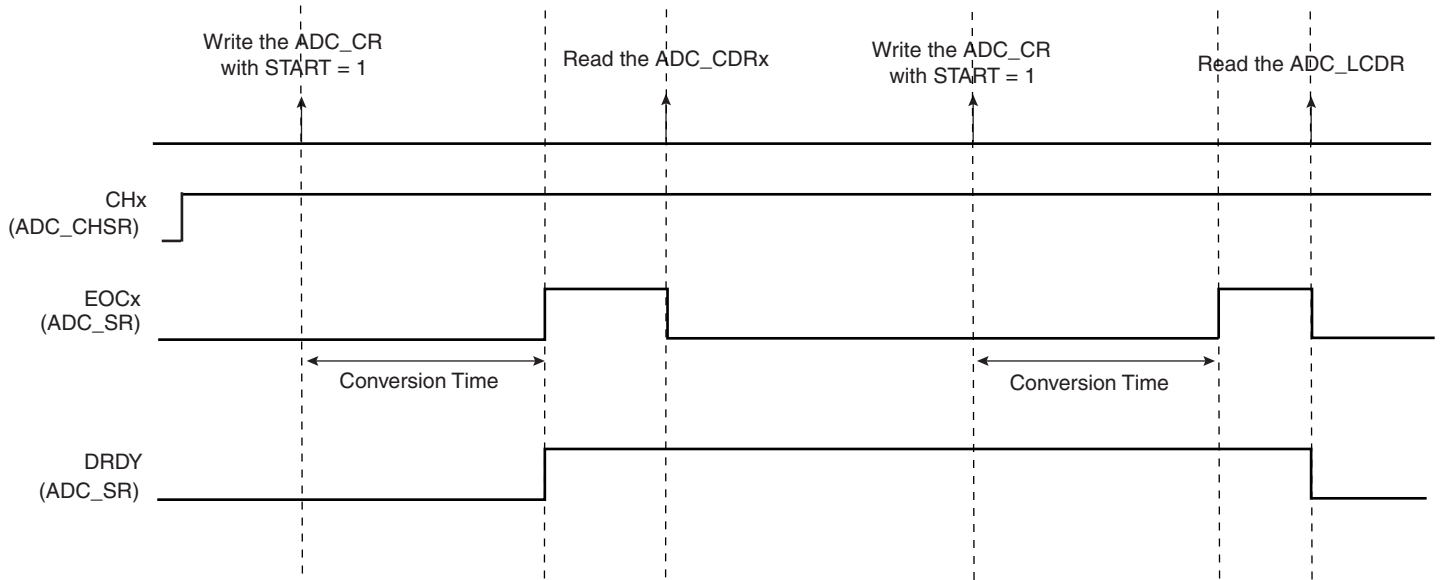 Write the ADC_CR
with START = 1
Read the ADC_CDRx
Write the ADC_CR
with START = 1
Read the ADC_LCDR
CHx
(ADC_CHSR)
EOCx
(ADC_SR)
Conversion Time
Conversion Time
DRDY
(ADC_SR)